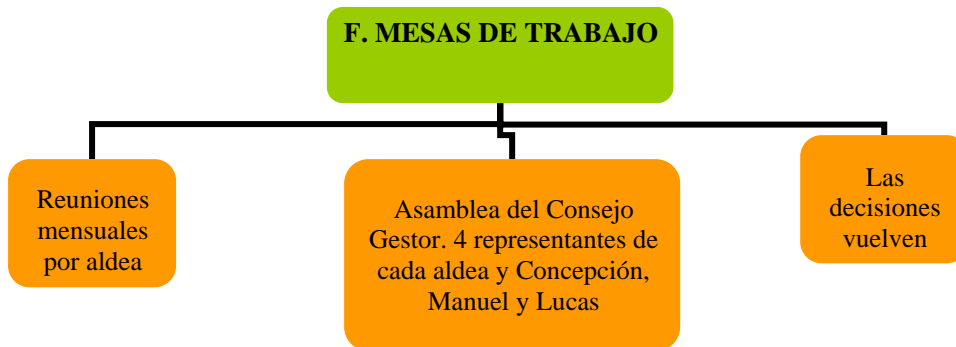 F. MESAS DE TRABAJO
Reuniones
mensuales
por aldea
Asamblea del Consejo
Gestor. 4 representantes de
cada aldea y Concepción,
Manuel y Lucas
Las
decisiones
vuelven